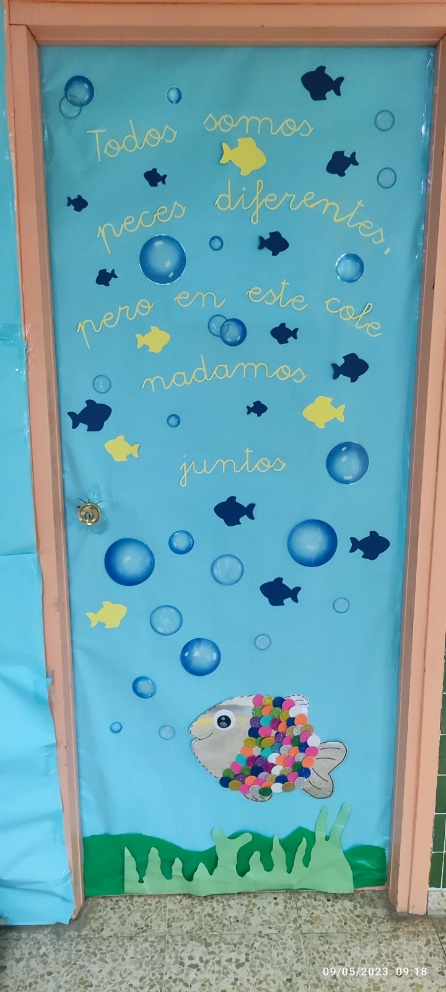 Todos somos
peces diferentes,
pero en este cole
nadamos
juntos
09/05/2023 09:18